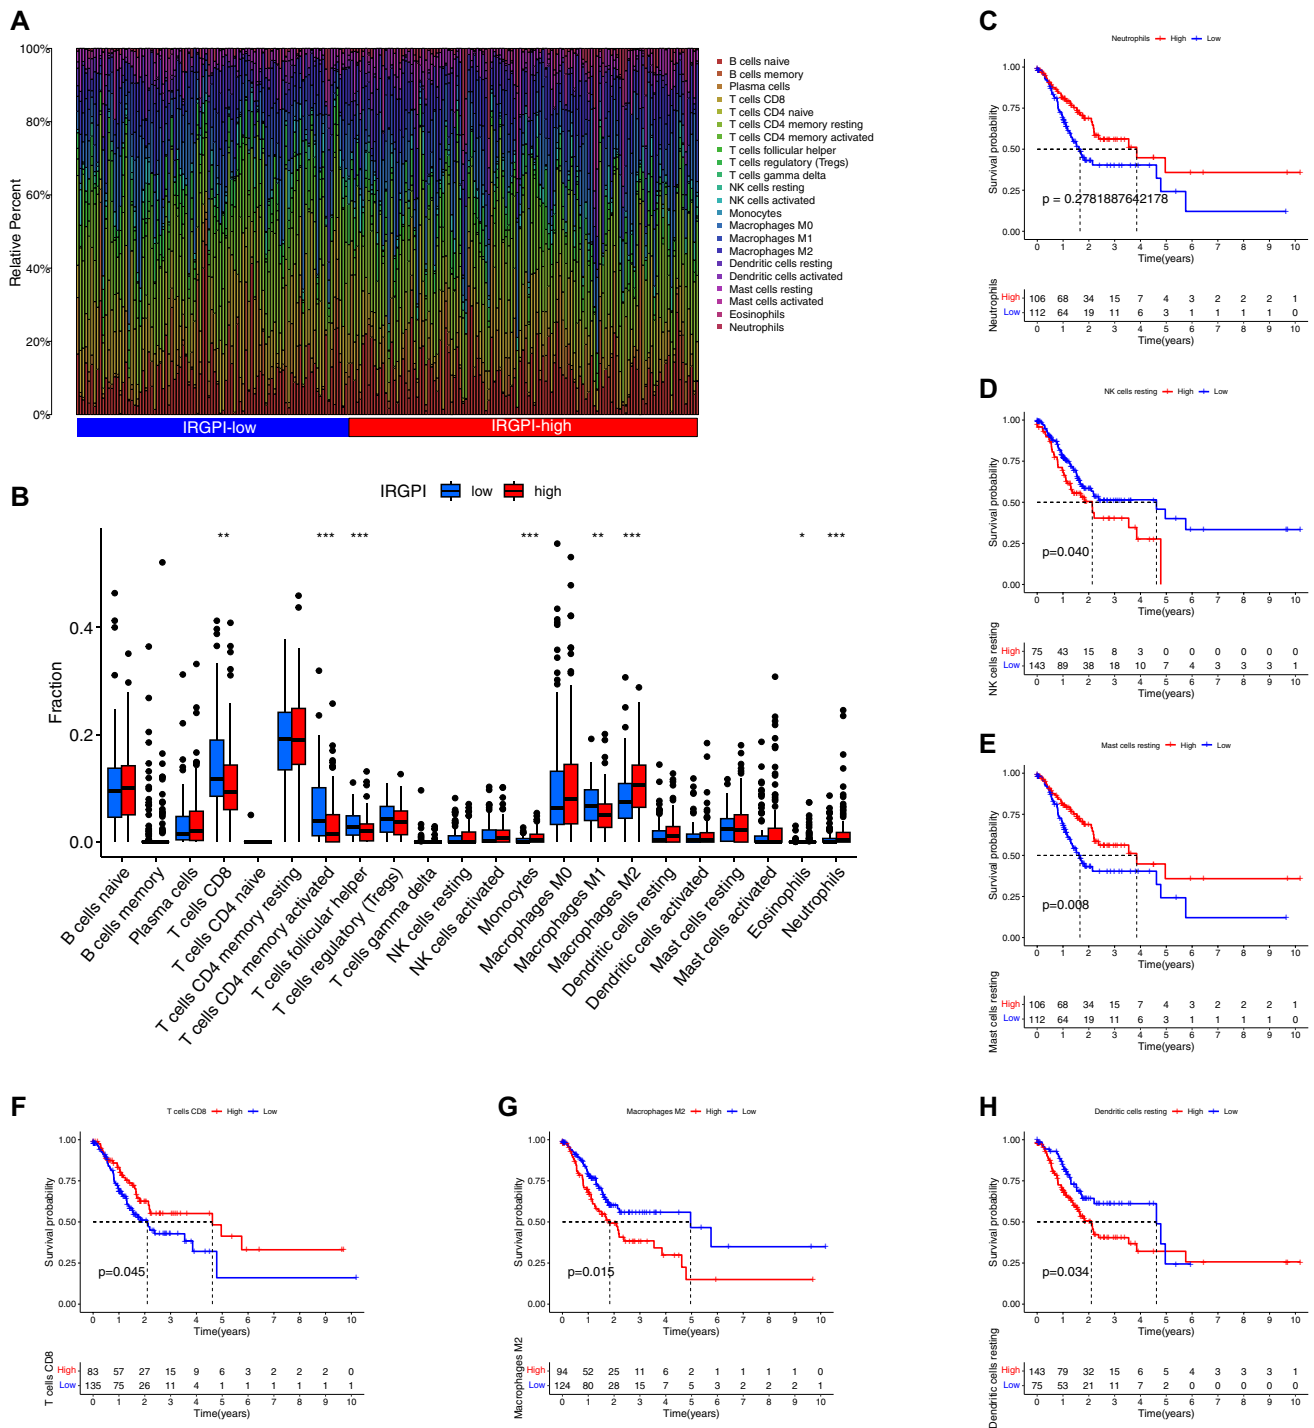 A
100%
80%
60%
40%
20%
0%
Relative Percent
IRGPI-low IRGPI-high
B cells naive
B cells memory
Plasma cells
T cells CD8
T cells CD4 naive
T cells CD4 memory resting
T cells CD4 memory activated
T cells follicular helper
T cells regulatory (Tregs)
T cells gamma delta
NK cells resting
NK cells activated
Monocytes
Macrophages M0
Macrophages M1
Macrophages M2
Dendritic cells resting
Dendritic cells activated
Mast cells resting
Mast cells activated
Eosinophils
Neutrophils
B
IRGPI low high
** *** *** *** ** *** * ***
0.4
0.2
0.0
Fraction
B cells naive
B cells memory
Plasma cells
T cells CD8
T cells CD4 naive
T cells CD4 memory resting
T cells CD4 memory activated
T cells follicular helper
T cells regulatory (Tregs)
T cells gamma delta
NK cells resting
NK cells activated
Monocytes
Macrophages M0
Macrophages M1
Macrophages M2
Dendritic cells resting
Dendritic cells activated
Mast cells resting
Mast cells activated
Eosinophils
Neutrophils
C
Neutrophils High Low
1.00
0.75
0.50
0.25
0.00
Survival probability
p = 0.2781887642178
0 1 2 3 4 5 6 7 8 9 10
Time(years)
Neutrophils
High 106 68 34 15 7 4 3 2 2 2 1
Low 112 64 19 11 6 3 1 1 1 1 0
0 1 2 3 4 5 6 7 8 9 10
Time(years)
D
NK cells resting High Low
1.00
0.75
0.50
0.25
0.00
Survival probability
p=0.040
0 1 2 3 4 5 6 7 8 9 10
Time(years)
NK cells resting
High 75 43 15 8 3 0 0 0 0 0 0
Low 143 89 38 18 10 7 4 3 3 3 1
0 1 2 3 4 5 6 7 8 9 10
Time(years)
E
Mast cells resting High Low
1.00
0.75
0.50
0.25
0.00
Survival probability
p=0.008
0 1 2 3 4 5 6 7 8 9 10
Time(years)
Mast cells resting
High 106 68 34 15 7 4 3 2 2 2 1
Low 112 64 19 11 6 3 1 1 1 1 0
0 1 2 3 4 5 6 7 8 9 10
Time(years)
F
T cells CD8 High Low
1.00
0.75
0.50
0.25
0.00
Survival probability
p=0.045
0 1 2 3 4 5 6 7 8 9 10
Time(years)
T cells CD8
High 83 57 27 15 9 6 3 2 2 2 0
Low 135 75 26 11 4 1 1 1 1 1 1
0 1 2 3 4 5 6 7 8 9 10
Time(years)
G
Macrophages M2 High Low
1.00
0.75
0.50
0.25
0.00
Survival probability
p=0.015
0 1 2 3 4 5 6 7 8 9 10
Time(years)
Macrophages M2
High 94 52 25 11 6 2 1 1 1 1 0
Low 124 80 28 15 7 5 3 2 2 2 1
0 1 2 3 4 5 6 7 8 9 10
Time(years)
H
Dendritic cells resting High Low
1.00
0.75
0.50
0.25
0.00
Survival probability
p=0.034
0 1 2 3 4 5 6 7 8 9 10
Time(years)
Dendritic cells resting
High 143 79 32 15 6 5 4 3 3 3 1
Low 75 53 21 11 7 2 0 0 0 0 0
0 1 2 3 4 5 6 7 8 9 10
Time(years)